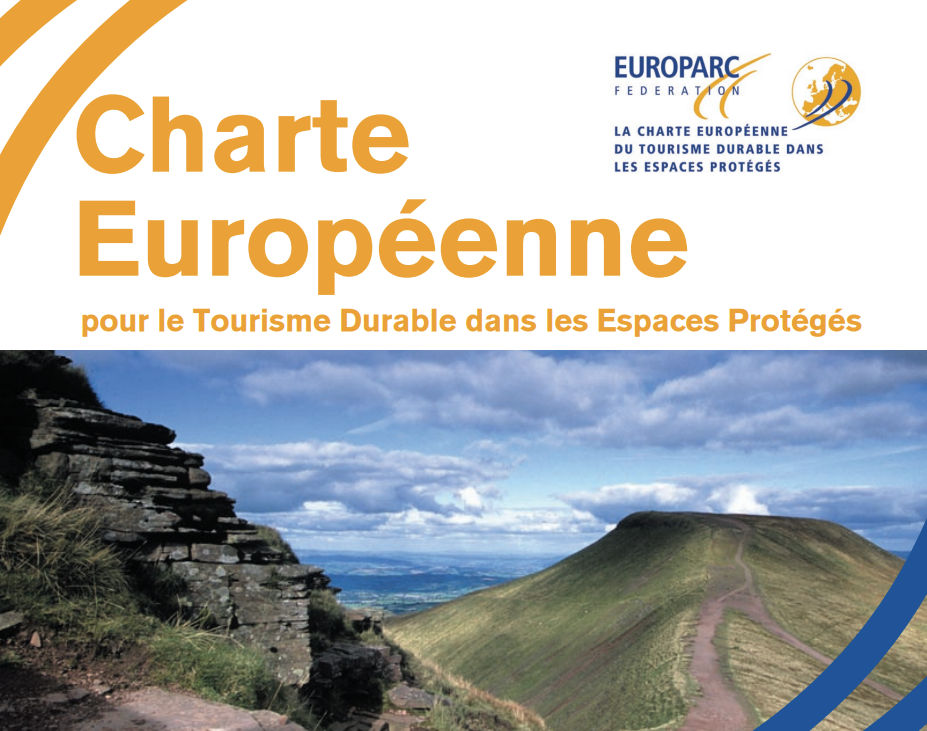 Charte
Européenne
pour le Tourisme Durable dans les Espaces Protégés
EUROPARC
FEDERATION
LA CHARTE EUROPÉENNE
DU TOURISME DURABLE DANS
LES ESPACES PROTÉGÉS